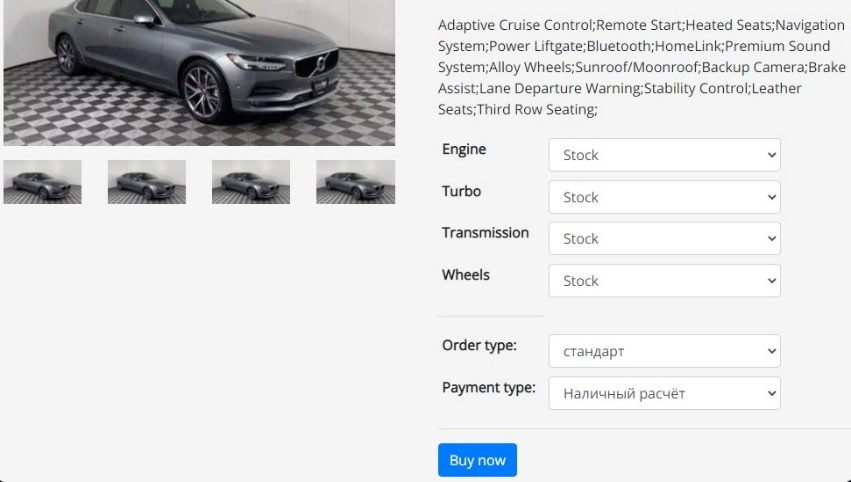 Adaptive Cruise Control;Remote Start;Heated Seats;Navigation
System;Power Liftgate;Bluetooth;HomeLink;Premium Sound
System;Alloy Wheels;Sunroof/Moonroof;Backup Camera;Brake
Assist;Lane Departure Warning;Stability Control;Leather
Seats;Third Row Seating;
Engine Stock
Turbo Stock
Transmission Stock
Wheels Stock
Order type: стандарт
Payment type: Наличный расчёт
Buy now